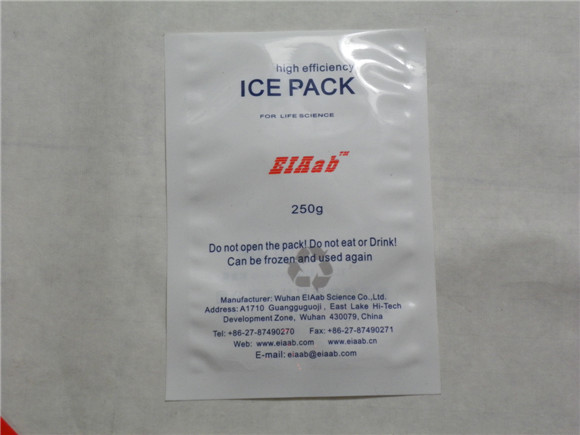 high efficiency
ICE PACK
FOR LIFE SCIENCE
EIAab™
250g
Do not open the pack! Do not eat or Drink!
Can be frozen and used again
Manufacturer: Wuhan EIAab Science Co.,Ltd.
Address: A1710 Guangguguoji , East Lake Hi-Tech
Development Zone, Wuhan 430079, China
Tel: +86-27-87490270 Fax: +86-27-87490271
Web: www.eiaab.com www.eiaab.cn
E-mail: eiaab@eiaab.com